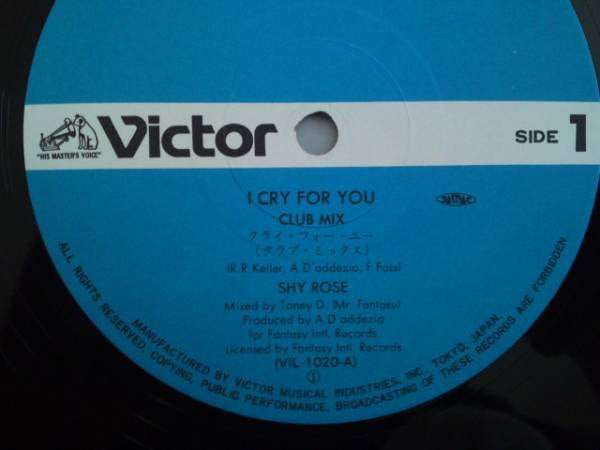 "HIS MASTER'S VOICE"
Victor
SIDE 1
I CRY FOR YOU
CLUB MIX
クライ・フォー・ユー
(クラブ・ミックス)
(R. R. Keller, A. D'addezio, F. Foss)
SHY ROSE
Mixed by Toney D. (Mr. Fantasy)
Produced by A. D'addezio
for Fantasy Intl. Records
Licensed by Fantasy Intl. Records
(VIL-1020-A)
①
MANUFACTURED BY VICTOR MUSICAL INDUSTRIES, INC., TOKYO, JAPAN.
ALL RIGHTS RESERVED, COPYING, PUBLIC PERFORMANCE, BROADCASTING OF THESE RECORDS ARE FORBIDDEN.